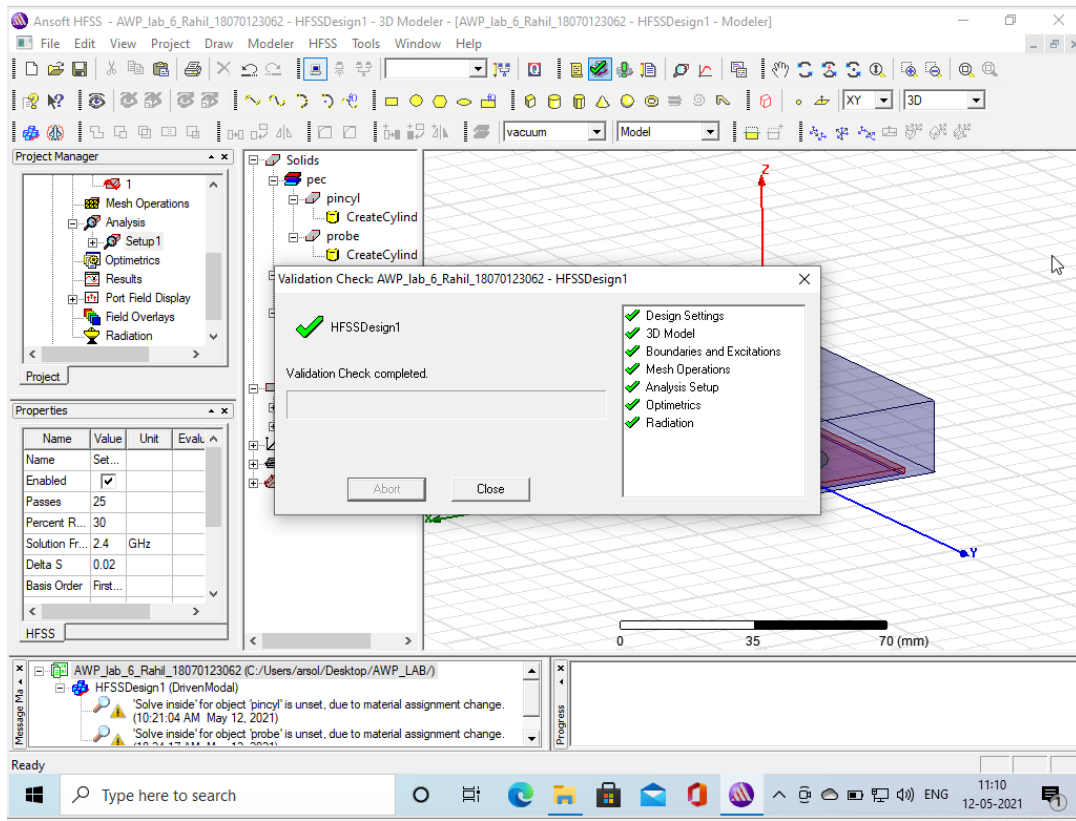 Ansoft HFSS - AWP_lab_6_Rahil_18070123062 - HFSSDesign1 - 3D Modeler - [AWP_lab_6_Rahil_18070123062 - HFSSDesign1 - Modeler]
File Edit View Project Draw Modeler HFSS Tools Window Help
XY 3D
vacuum Model
Project Manager
1
Mesh Operations
Analysis
Setup1
Optimetrics
Results
Port Field Display
Field Overlays
Radiation
Project
Solids
pec
pincyl
CreateCylind
probe
CreateCylind
Z
Validation Check: AWP_lab_6_Rahil_18070123062 - HFSSDesign1
HFSSDesign1
Validation Check completed.
Abort Close
Design Settings
3D Model
Boundaries and Excitations
Mesh Operations
Analysis Setup
Optimetrics
Radiation
X
Y
0 35 70 (mm)
Properties
Name Value Unit Evalu
Name Set...
Enabled
Passes 25
Percent R... 30
Solution Fr... 2.4 GHz
Delta S 0.02
Basis Order First...
HFSS
Message Ma
AWP_lab_6_Rahil_18070123062 (C:/Users/arsol/Desktop/AWP_LAB/)
HFSSDesign1 (DrivenModal)
'Solve inside' for object 'pincyl' is unset, due to material assignment change.
(10:21:04 AM May 12, 2021)
'Solve inside' for object 'probe' is unset, due to material assignment change.
Progress
Ready
Type here to search
ENG
11:10
12-05-2021
1